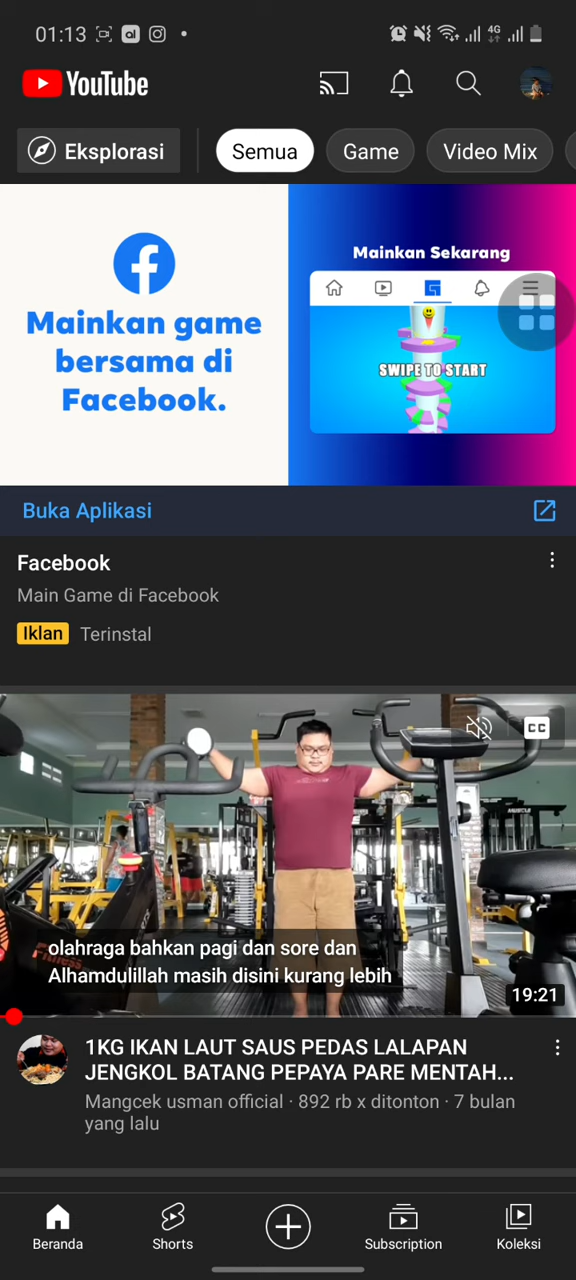 01:13
4G
YouTube
Eksplorasi
Semua
Game
Video Mix
Mainkan game
bersama di
Facebook.
Mainkan Sekarang
SWIPE TO START
Buka Aplikasi
Facebook
Main Game di Facebook
Iklan Terinstal
CC
olahraga bahkan pagi dan sore dan
Alhamdulillah masih disini kurang lebih
19:21
1KG IKAN LAUT SAUS PEDAS LALAPAN
JENGKOL BATANG PEPAYA PARE MENTAH...
Mangcek usman official · 892 rb x ditonton · 7 bulan
yang lalu
Beranda
Shorts
Subscription
Koleksi